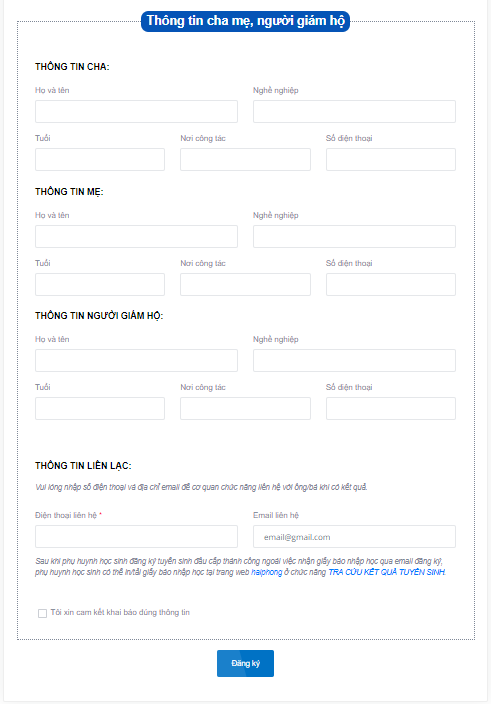 Thông tin cha mẹ, người giám hộ
THÔNG TIN CHA:
Họ và tên
Nghề nghiệp
Tuổi
Nơi công tác
Số điện thoại
THÔNG TIN MẸ:
Họ và tên
Nghề nghiệp
Tuổi
Nơi công tác
Số điện thoại
THÔNG TIN NGƯỜI GIÁM HỘ:
Họ và tên
Nghề nghiệp
Tuổi
Nơi công tác
Số điện thoại
THÔNG TIN LIÊN LẠC:
Vui lòng nhập số điện thoại và địa chỉ email để cơ quan chức năng liên hệ với ông/bà khi có kết quả.
Điện thoại liên hệ *
Email liên hệ
email@gmail.com
Sau khi phụ huynh học sinh đăng ký tuyển sinh đầu cấp thành công ngoài việc nhận giấy báo nhập học qua email đăng ký,
phụ huynh học sinh có thể in/tải giấy báo nhập học tại trang web haiphong ở chức năng TRA CỨU KẾT QUẢ TUYỂN SINH.
Tôi xin cam kết khai báo đúng thông tin
Đăng ký